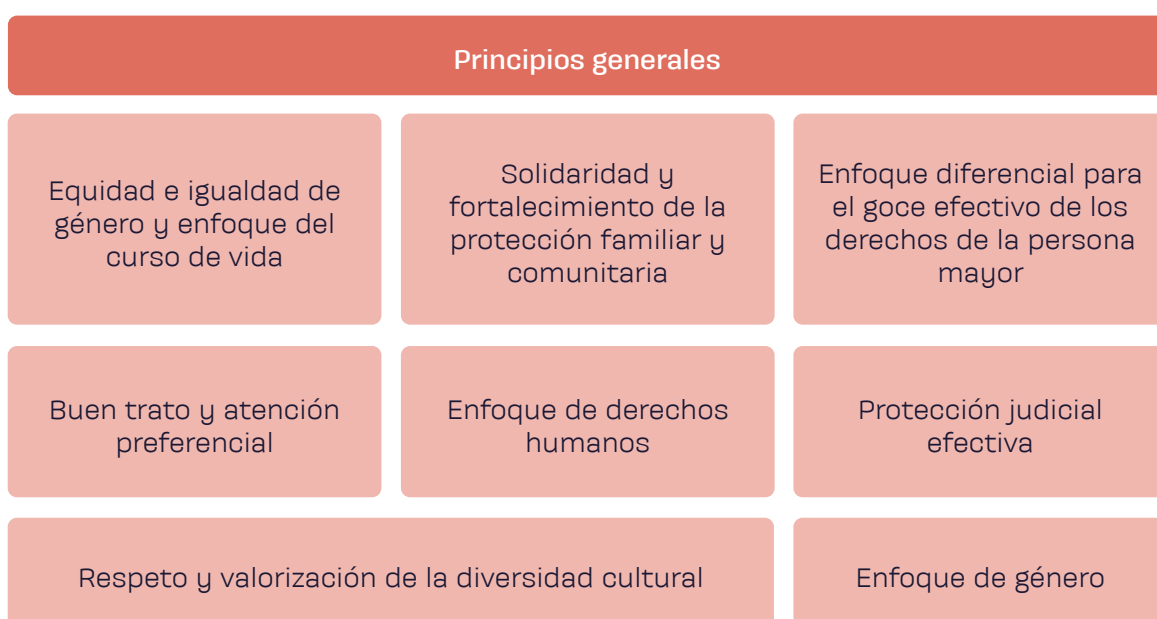 Principios generales
Equidad e igualdad de
género y enfoque del
curso de vida
Solidaridad y
fortalecimiento de la
protección familiar y
comunitaria
Enfoque diferencial para
el goce efectivo de los
derechos de la persona
mayor
Buen trato y atención
preferencial
Enfoque de derechos
humanos
Protección judicial
efectiva
Respeto y valorización de la diversidad cultural
Enfoque de género